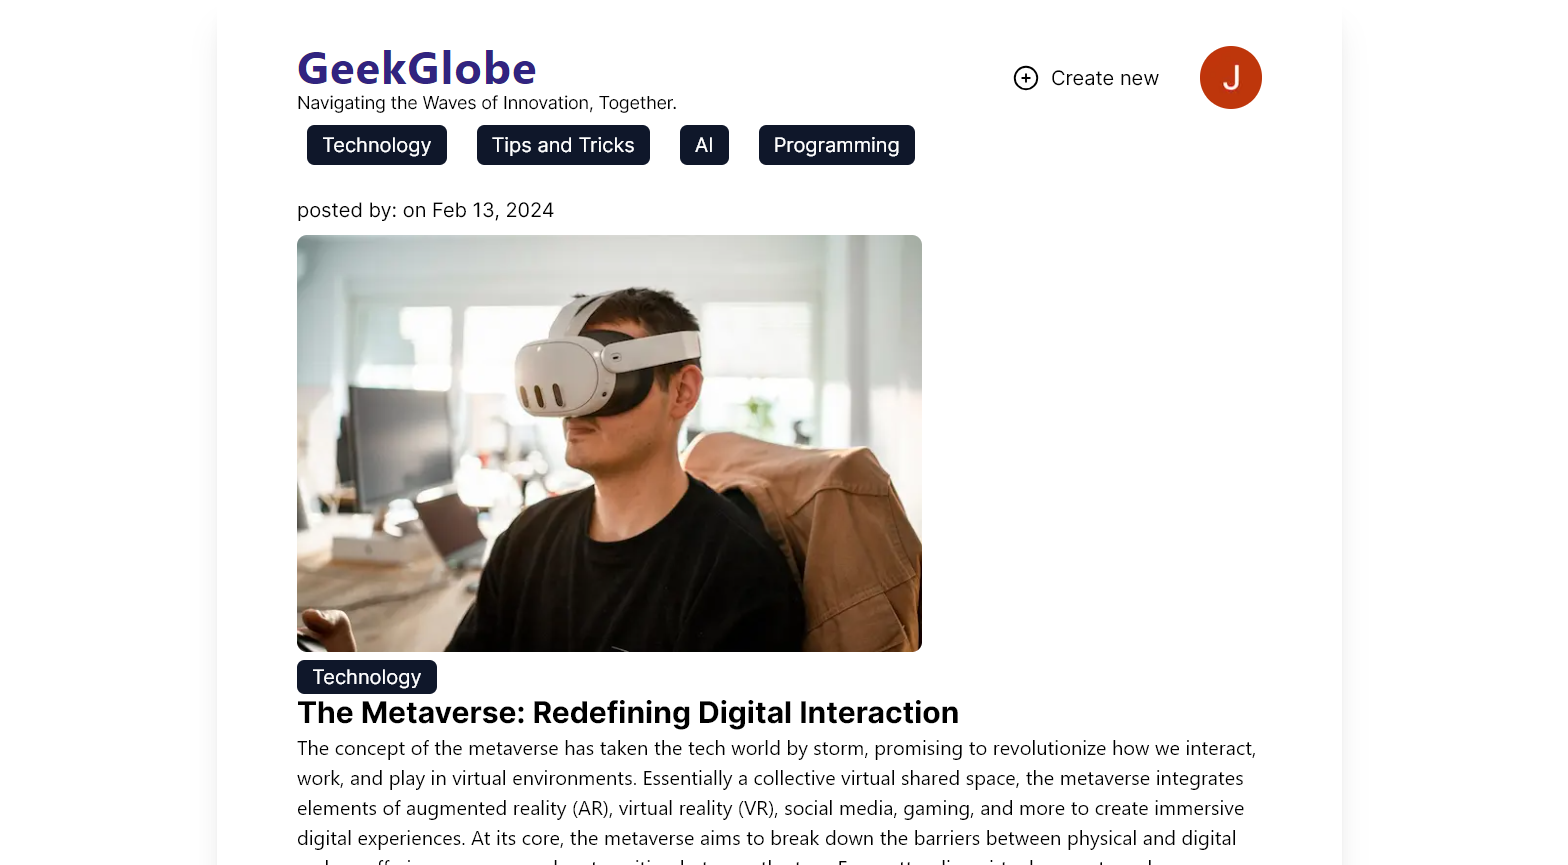 GeekGlobe
Navigating the Waves of Innovation, Together.
Create new
J
Technology
Tips and Tricks
AI
Programming
posted by: on Feb 13, 2024
Technology
The Metaverse: Redefining Digital Interaction
The concept of the metaverse has taken the tech world by storm, promising to revolutionize how we interact,
work, and play in virtual environments. Essentially a collective virtual shared space, the metaverse integrates
elements of augmented reality (AR), virtual reality (VR), social media, gaming, and more to create immersive
digital experiences. At its core, the metaverse aims to break down the barriers between physical and digital